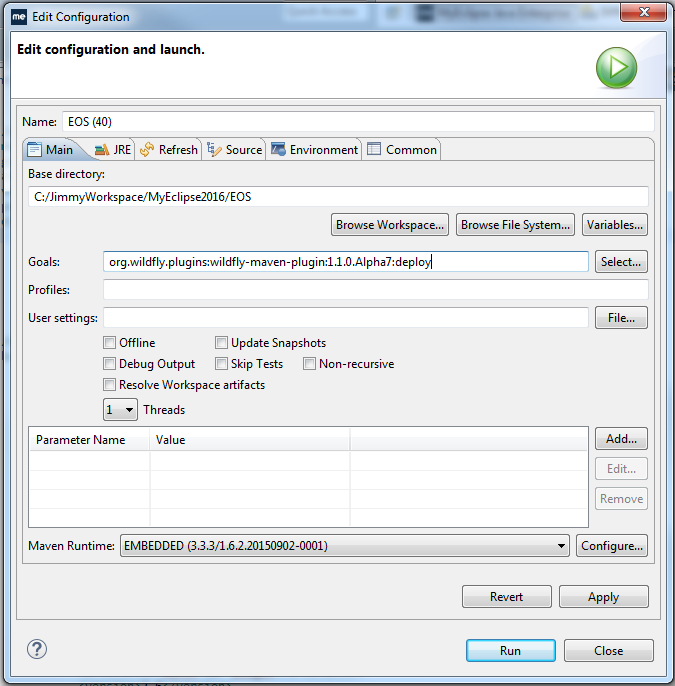 me Edit Configuration
Edit configuration and launch.
Name: EOS (40)
Main JRE Refresh Source Environment Common
Base directory:
C:/JimmyWorkspace/MyEclipse2016/EOS
Browse Workspace... Browse File System... Variables...
Goals: org.wildfly.plugins:wildfly-maven-plugin:1.1.0.Alpha7:deploy Select...
Profiles:
User settings: File...
Offline Update Snapshots
Debug Output Skip Tests Non-recursive
Resolve Workspace artifacts
1 Threads
Parameter Name Value Add...
Edit...
Remove
Maven Runtime: EMBEDDED (3.3.3/1.6.2.20150902-0001) Configure...
Revert Apply
? Run Close